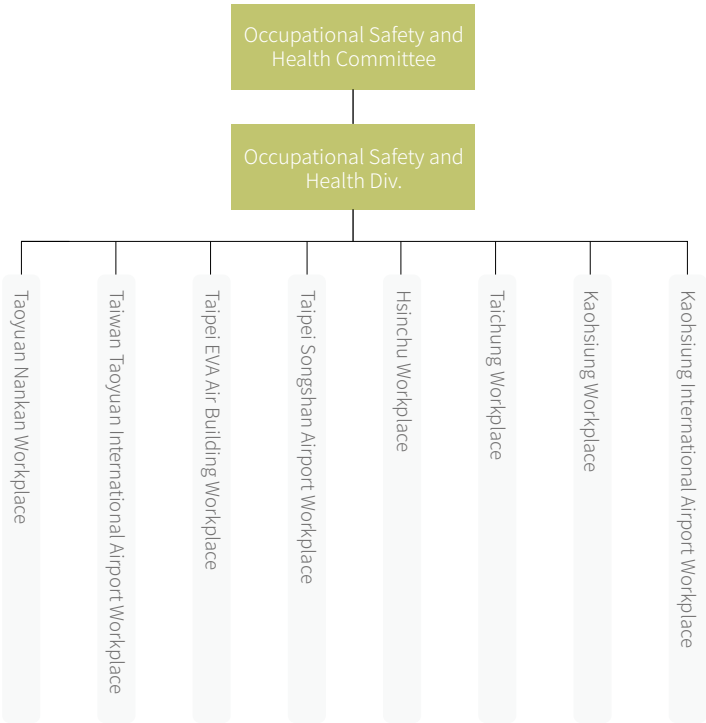 Occupational Safety and
Health Committee
Occupational Safety and
Health Div.
Taoyuan Nankan Workplace
Taiwan Taoyuan International Airport Workplace
Taipei EVA Air Building Workplace
Taipei Songshan Airport Workplace
Hsinchu Workplace
Taichung Workplace
Kaohsiung Workplace
Kaohsiung International Airport Workplace